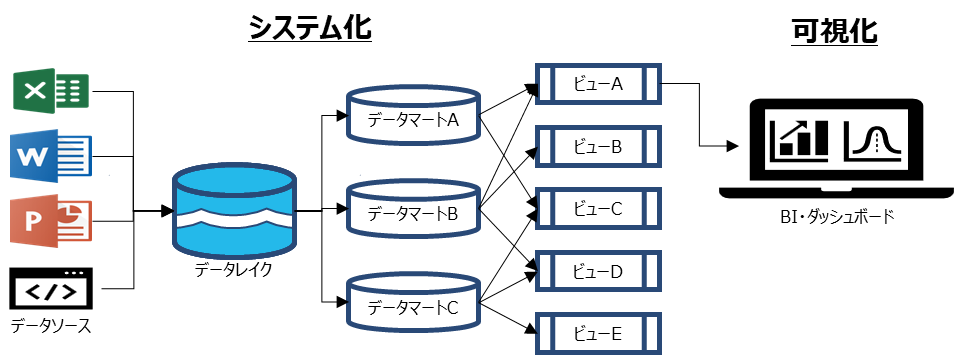 システム化
可視化
X
W
P
</>
データソース
データレイク
データマートA
データマートB
データマートC
ビューA
ビューB
ビューC
ビューD
ビューE
BI・ダッシュボード